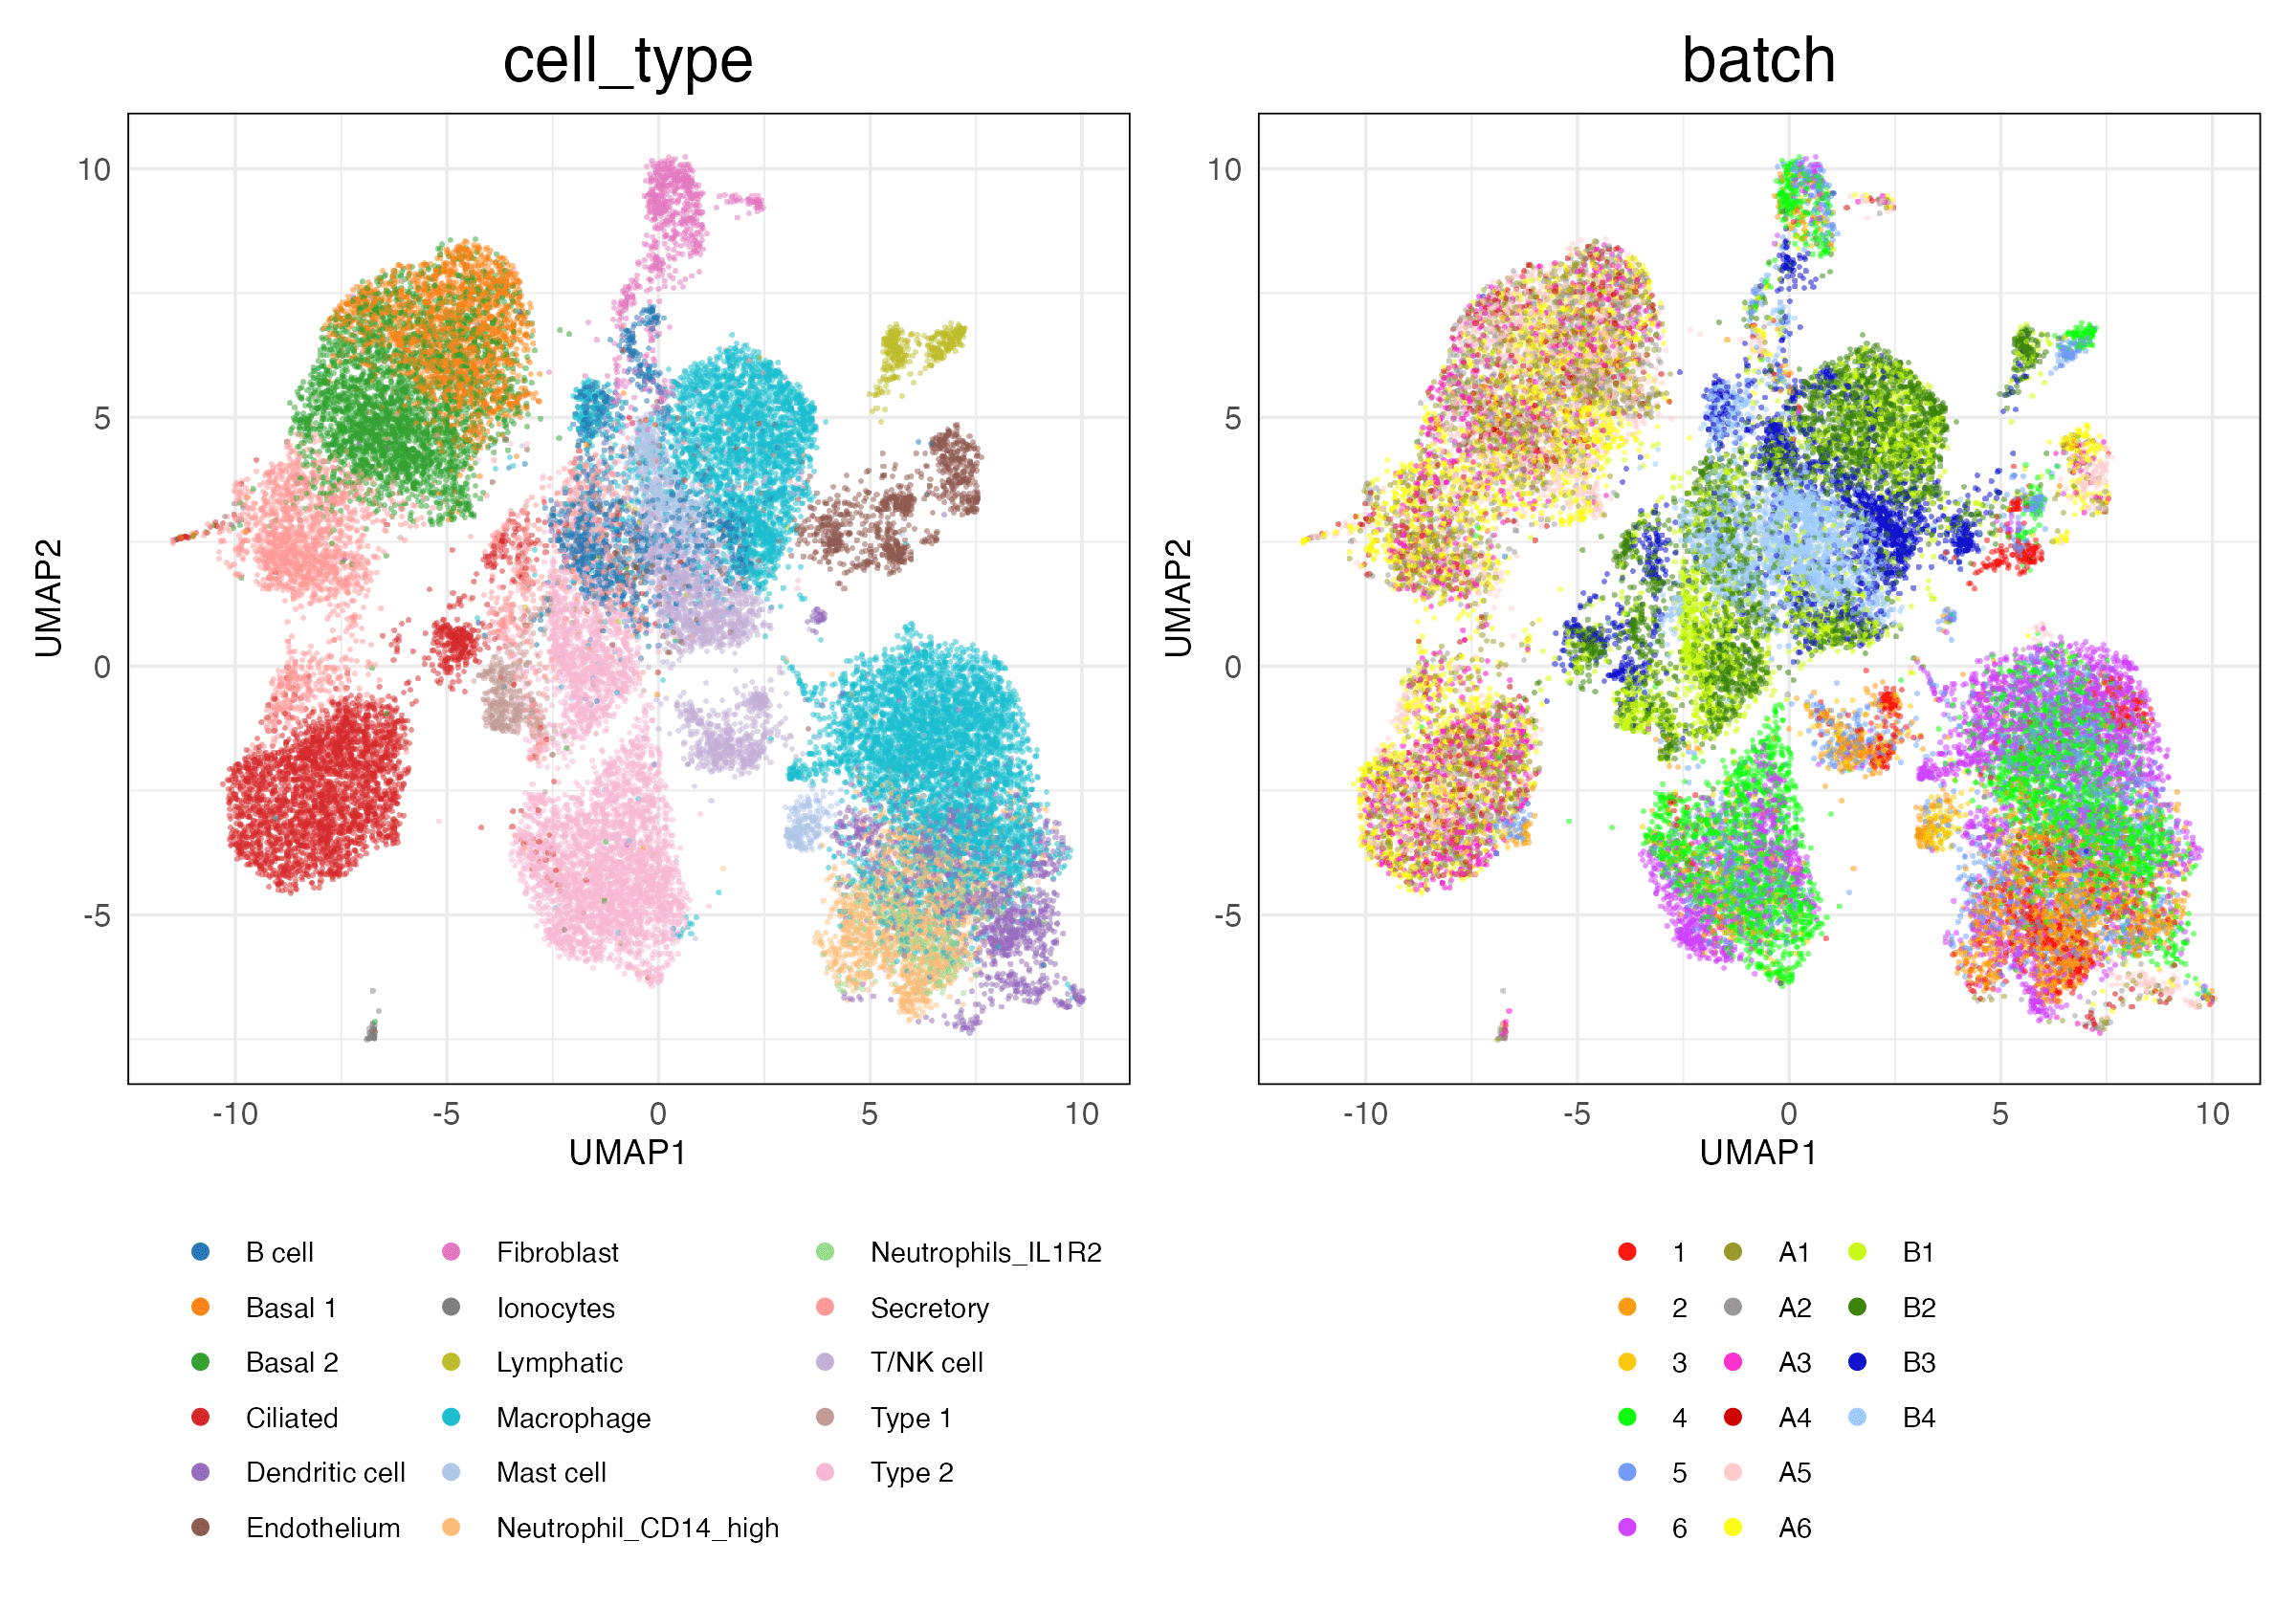 cell_type
batch
10
5
0
-5
UMAP2
-10
-5
0
5
10
UMAP1
10
5
0
-5
UMAP2
-10
-5
0
5
10
UMAP1
B cell
Basal 1
Basal 2
Ciliated
Dendritic cell
Endothelium
Fibroblast
Ionocytes
Lymphatic
Macrophage
Mast cell
Neutrophil_CD14_high
Neutrophils_IL1R2
Secretory
T/NK cell
Type 1
Type 2
1
2
3
4
5
6
A1
A2
A3
A4
A5
A6
B1
B2
B3
B4